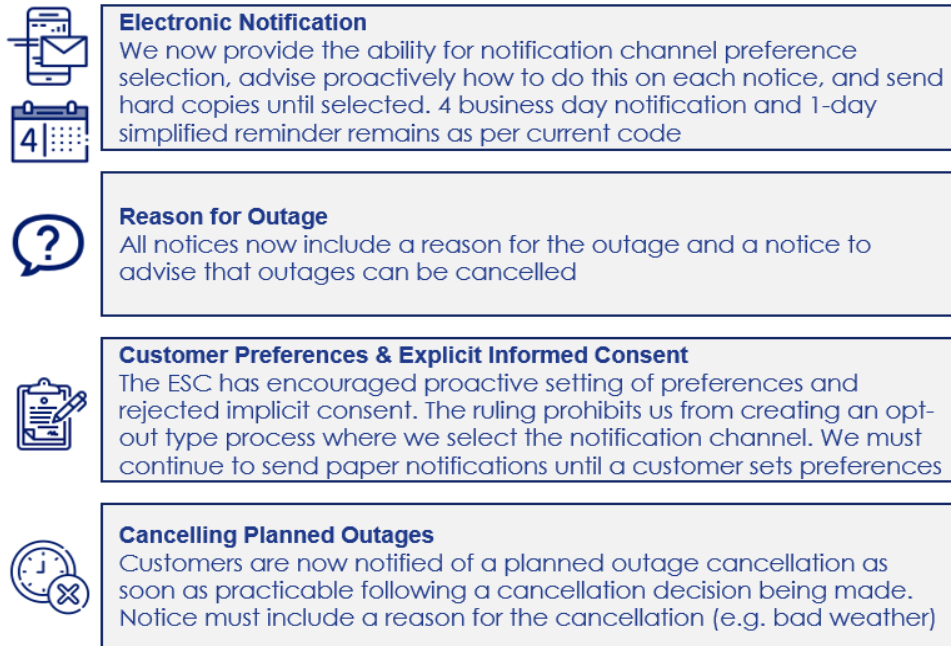 Electronic Notification
We now provide the ability for notification channel preference
selection, advise proactively how to do this on each notice, and send
hard copies until selected. 4 business day notification and 1-day
simplified reminder remains as per current code
4
Reason for Outage
?
All notices now include a reason for the outage and a notice to
advise that outages can be cancelled
Customer Preferences & Explicit Informed Consent
The ESC has encouraged proactive setting of preferences and
rejected implicit consent. The ruling prohibits us from creating an opt-
out type process where we select the notification channel. We must
continue to send paper notifications until a customer sets preferences
Cancelling Planned Outages
Customers are now notified of a planned outage cancellation as
soon as practicable following a cancellation decision being made.
Notice must include a reason for the cancellation (e.g. bad weather)